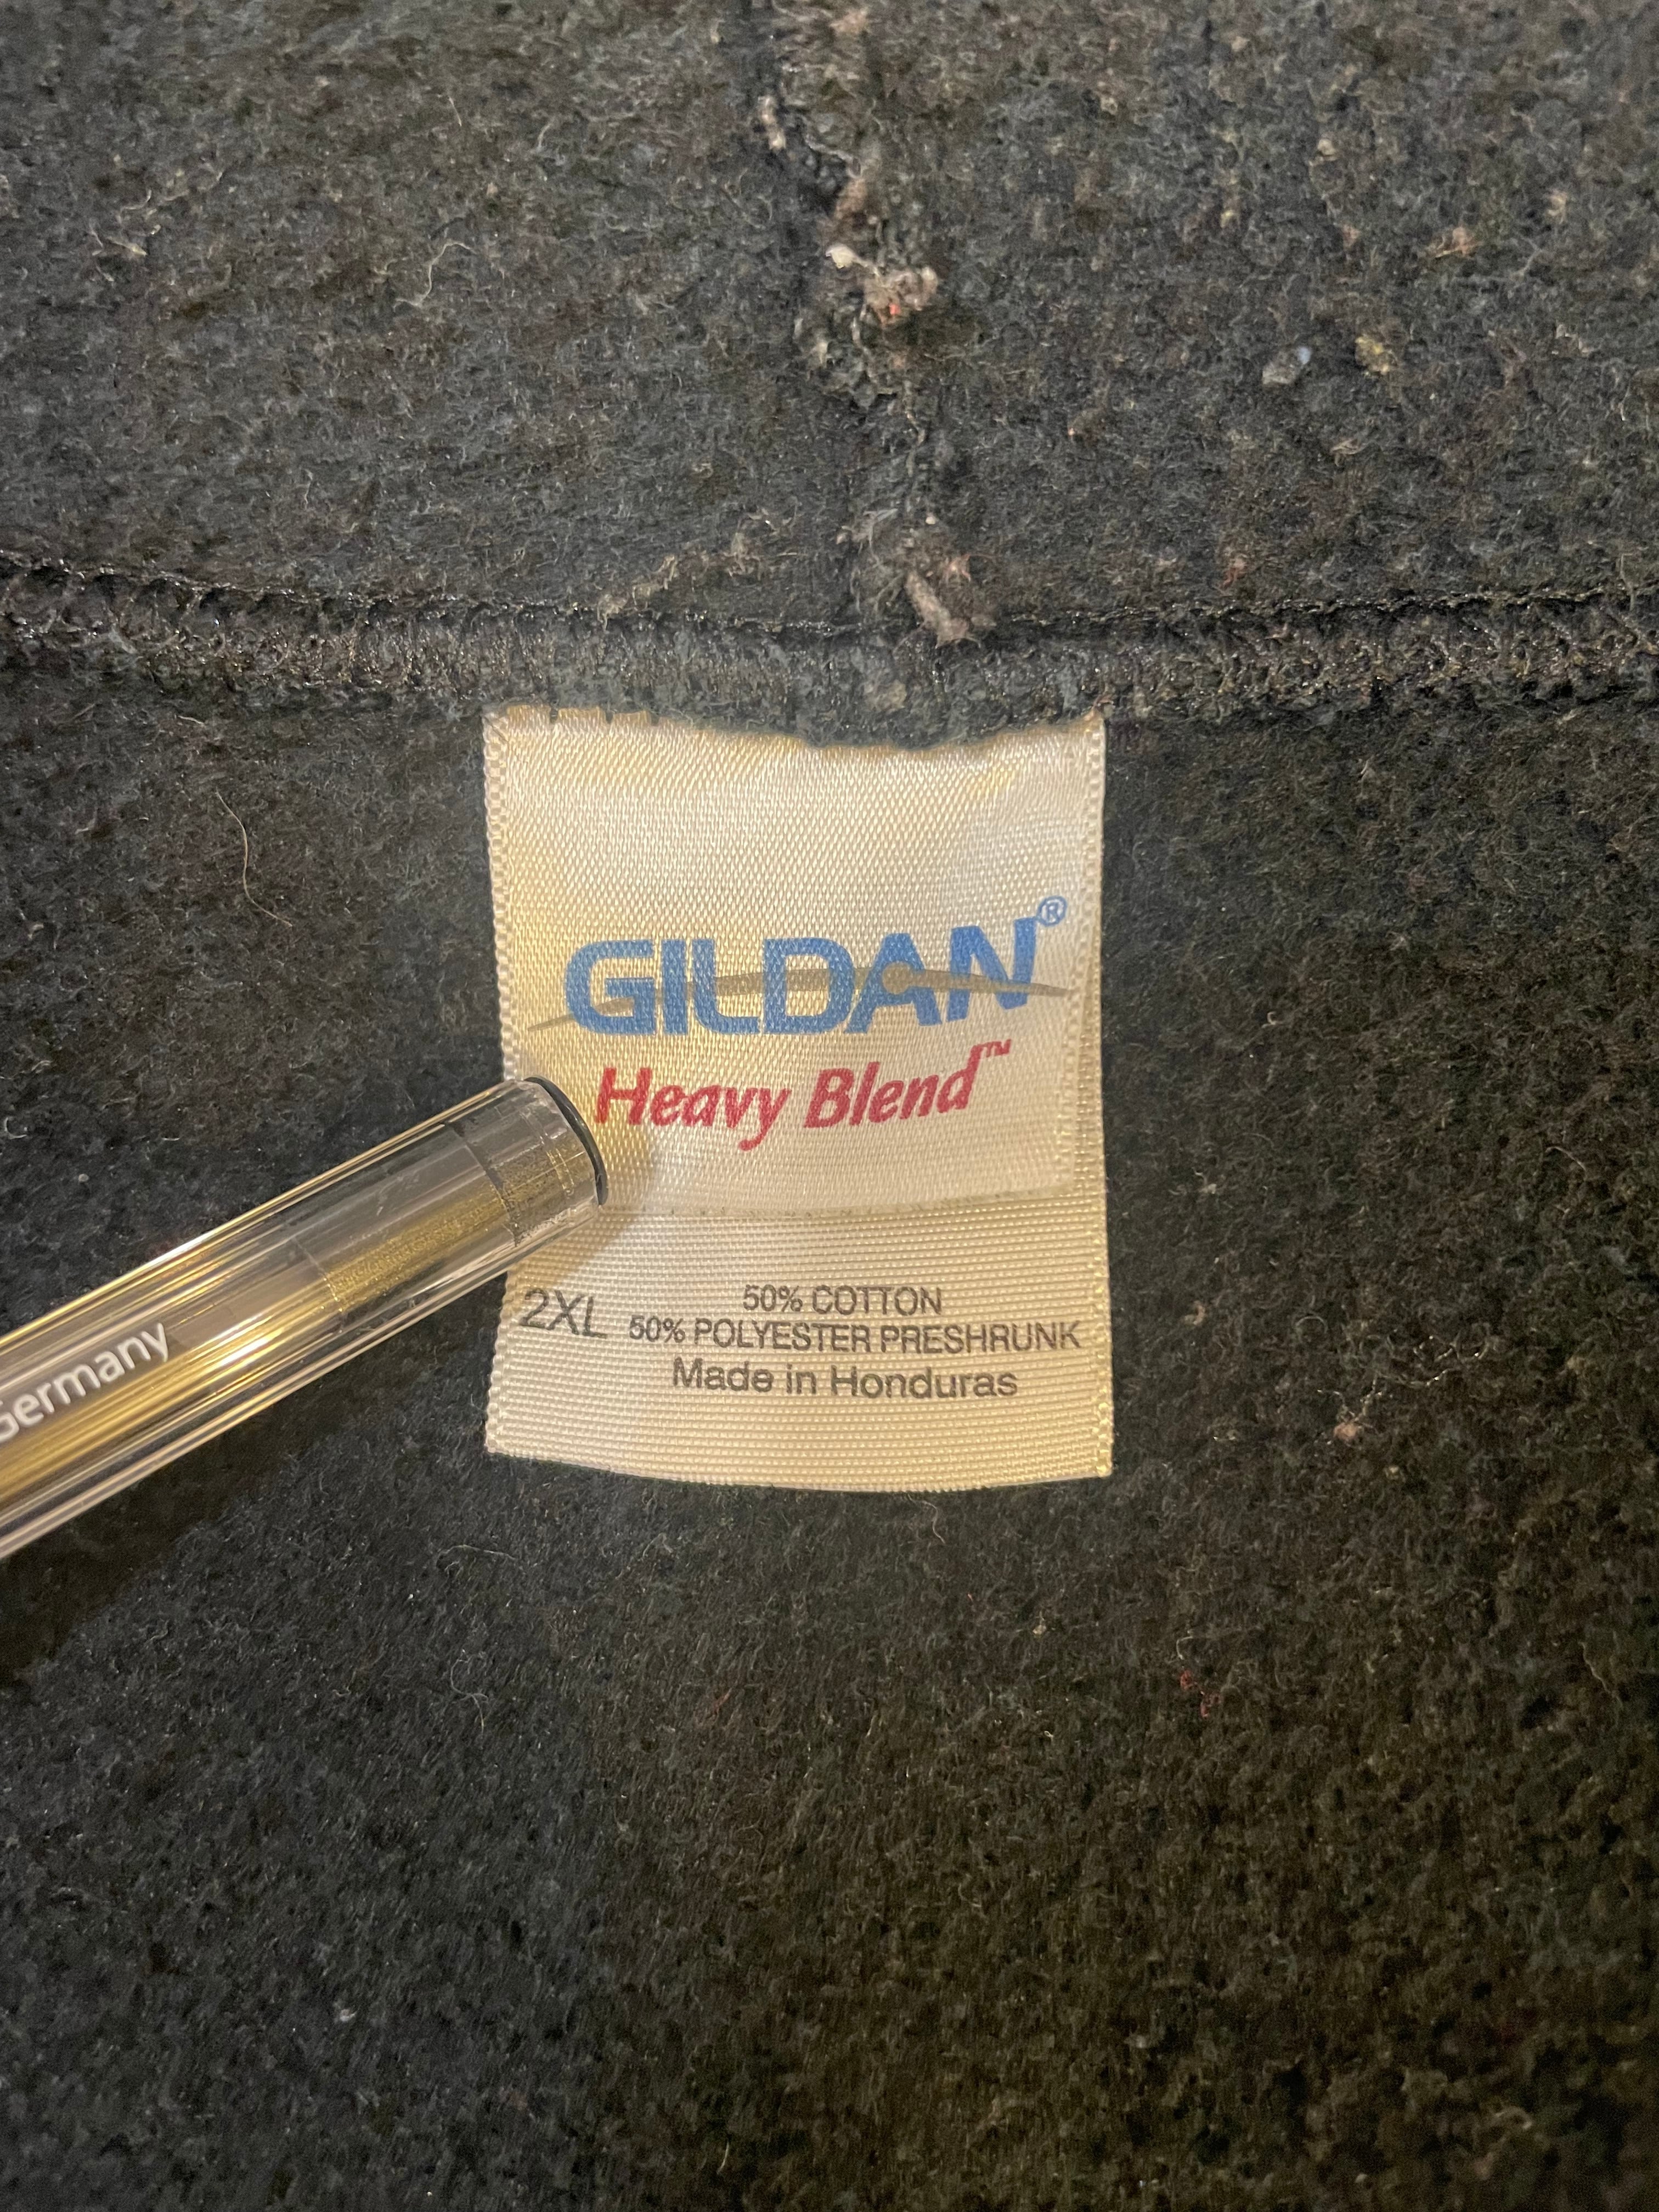 GILDAN®
Heavy Blend™
2XL
50% COTTON
50% POLYESTER PRESHRUNK
Made in Honduras
Germany